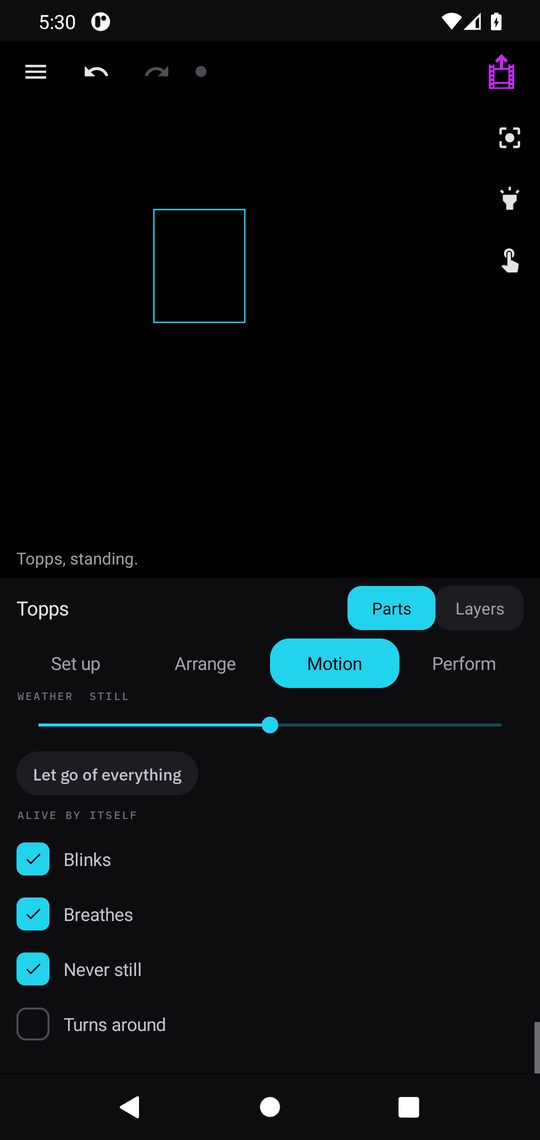 5:30
Topps, standing.
Topps
Parts
Layers
Set up
Arrange
Motion
Perform
WEATHER STILL
Let go of everything
ALIVE BY ITSELF
Blinks
Breathes
Never still
Turns around